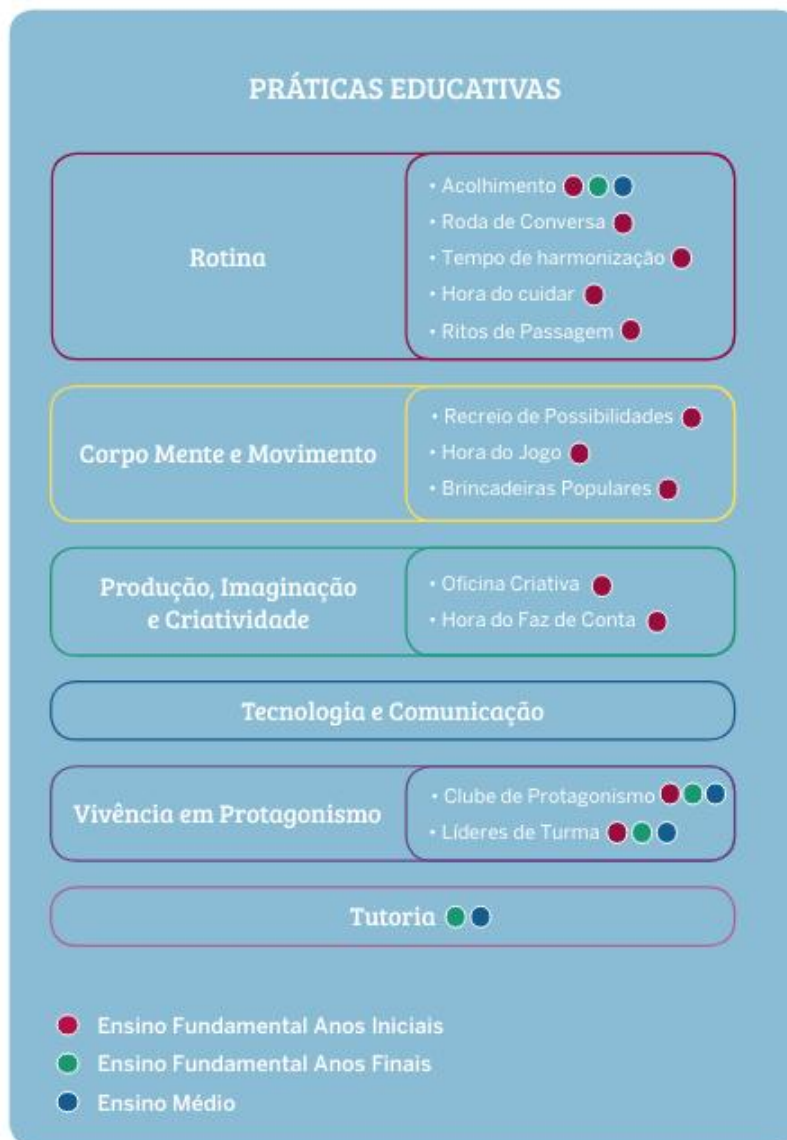 PRÁTICAS EDUCATIVAS
Rotina
• Acolhimento
• Roda de Conversa
• Tempo de harmonização
• Hora do cuidar
• Ritos de Passagem
Corpo Mente e Movimento
• Recreio de Possibilidades
• Hora do Jogo
• Brincadeiras Populares
Produção, Imaginação
e Criatividade
• Oficina Criativa
• Hora do Faz de Conta
Tecnologia e Comunicação
Vivência em Protagonismo
• Clube de Protagonismo
• Líderes de Turma
Tutoria
Ensino Fundamental Anos Iniciais
Ensino Fundamental Anos Finais
Ensino Médio